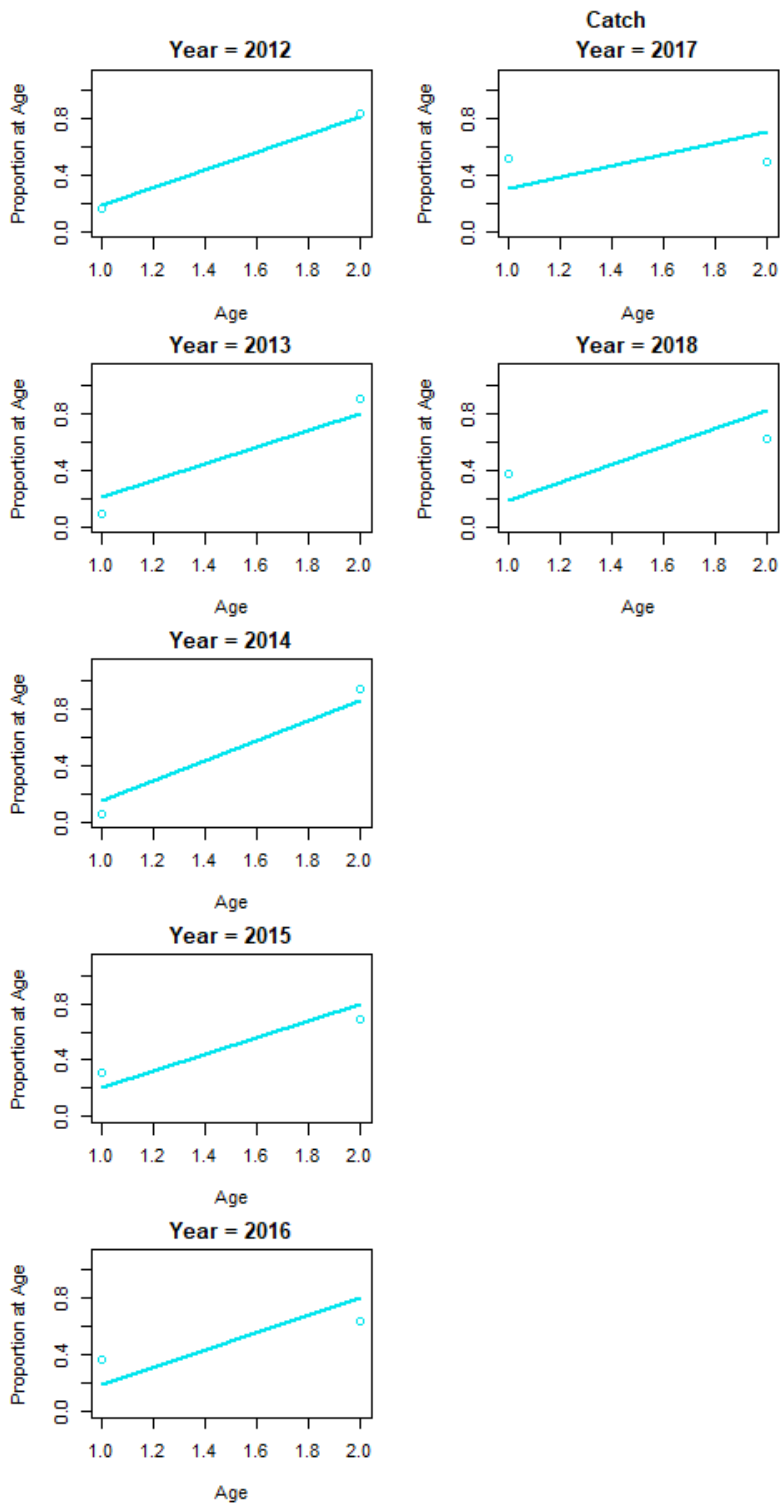 Catch
Year = 2012
Proportion at Age
0.0 0.4 0.8
1.0 1.2 1.4 1.6 1.8 2.0
Age
Year = 2013
Proportion at Age
0.0 0.4 0.8
1.0 1.2 1.4 1.6 1.8 2.0
Age
Year = 2014
Proportion at Age
0.0 0.4 0.8
1.0 1.2 1.4 1.6 1.8 2.0
Age
Year = 2015
Proportion at Age
0.0 0.4 0.8
1.0 1.2 1.4 1.6 1.8 2.0
Age
Year = 2016
Proportion at Age
0.0 0.4 0.8
1.0 1.2 1.4 1.6 1.8 2.0
Age
Year = 2017
Proportion at Age
0.0 0.4 0.8
1.0 1.2 1.4 1.6 1.8 2.0
Age
Year = 2018
Proportion at Age
0.0 0.4 0.8
1.0 1.2 1.4 1.6 1.8 2.0
Age